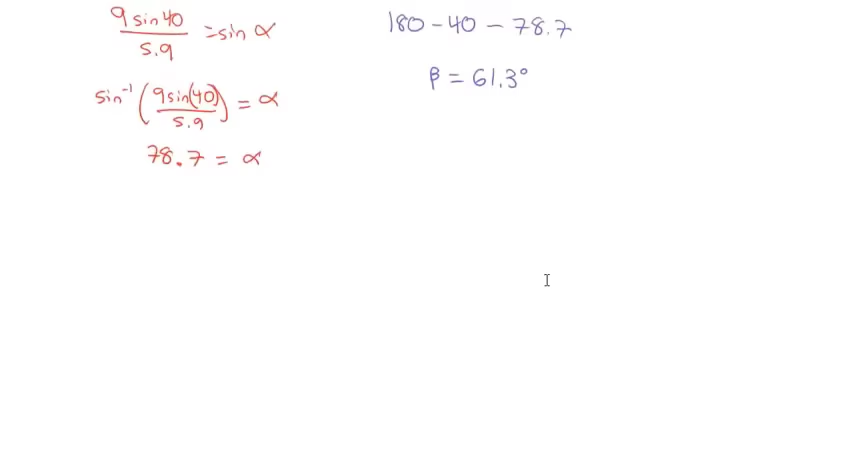 9 sin 40 / 5.9 = sin α
sin⁻¹ ( 9 sin(40) / 5.9 ) = α
78.7 = α
180 - 40 - 78.7
β = 61.3°